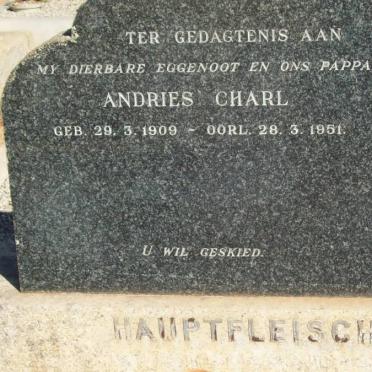 TER GEDAGTENIS AAN
MY DIERBARE EGGENOOT EN ONS PAPPA
ANDRIES CHARL
GEB. 29. 3. 1909 ~ OORL. 28. 3. 1951.
U WIL GESKIED.
HAUPTFLEISCH